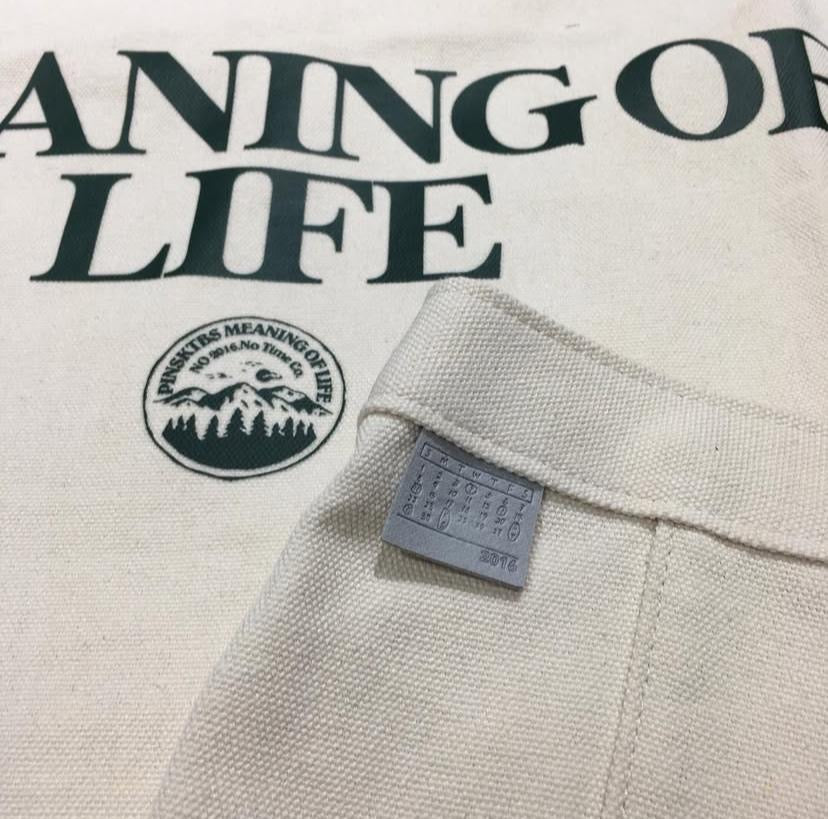 ANING OF
LIFE
PINSKTBS MEANING OF LIFE
NO 2016.No Time Co.
S M T W T F S
2016